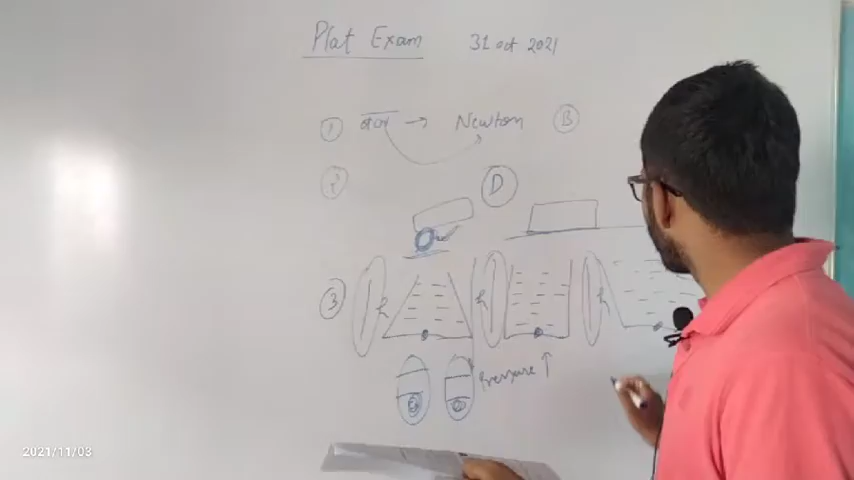 Plat Exam 31 oct 2021
① बल → Newton Ⓑ
②
Ⓓ
③ h h h
Pressure ↑
2021/11/03